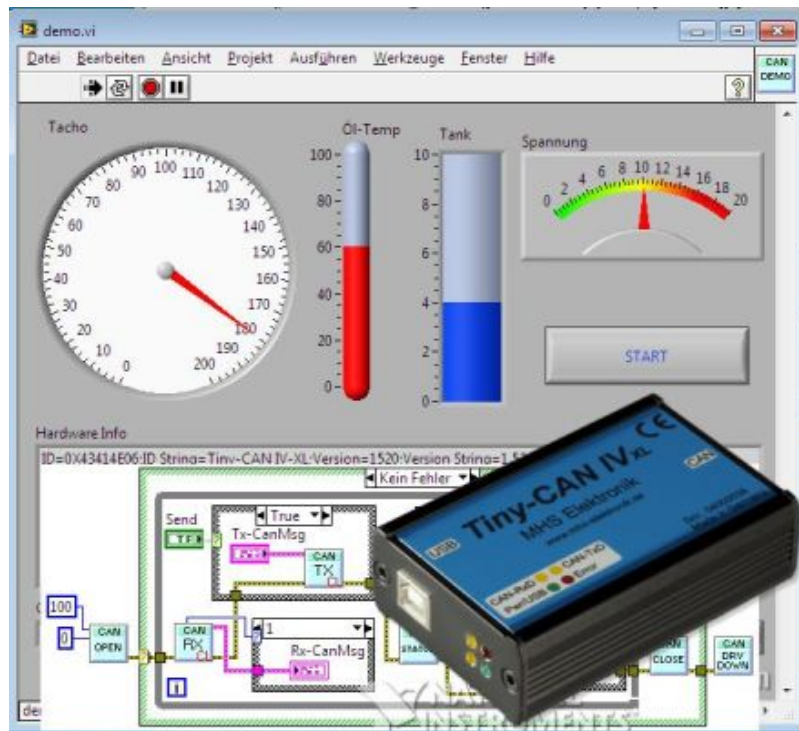 demo.vi
Datei Bearbeiten Ansicht Projekt Ausführen Werkzeuge Fenster Hilfe
CAN
DEMO
Tacho
0 10 20 30 40 50 60 70 80 90 100 110 120 130 140 150 160 170 180 190 200
Öl-Temp
100
80
60
40
20
0
Tank
10
8
6
4
2
0
Spannung
0 2 4 6 8 10 12 14 16 18 20
START
Hardware Info
ID=0X43414E06;ID String=Tiny-CAN IV-XL;Version=1520;Version String=1.5
Kein Fehler
Send
TF
True
Tx-CanMsg
CAN
TX
CL
100
0
CAN
OPEN
CAN
RX
CL
1
Rx-CanMsg
i
CLOSE
CAN
DRV
DOWN
Tiny-CAN IV XL
MHS Elektronik
USB
CAN
CE
CAN-RxD
CAN-TxD
Pwr/USB
Error
NATIONAL
INSTRUMENTS